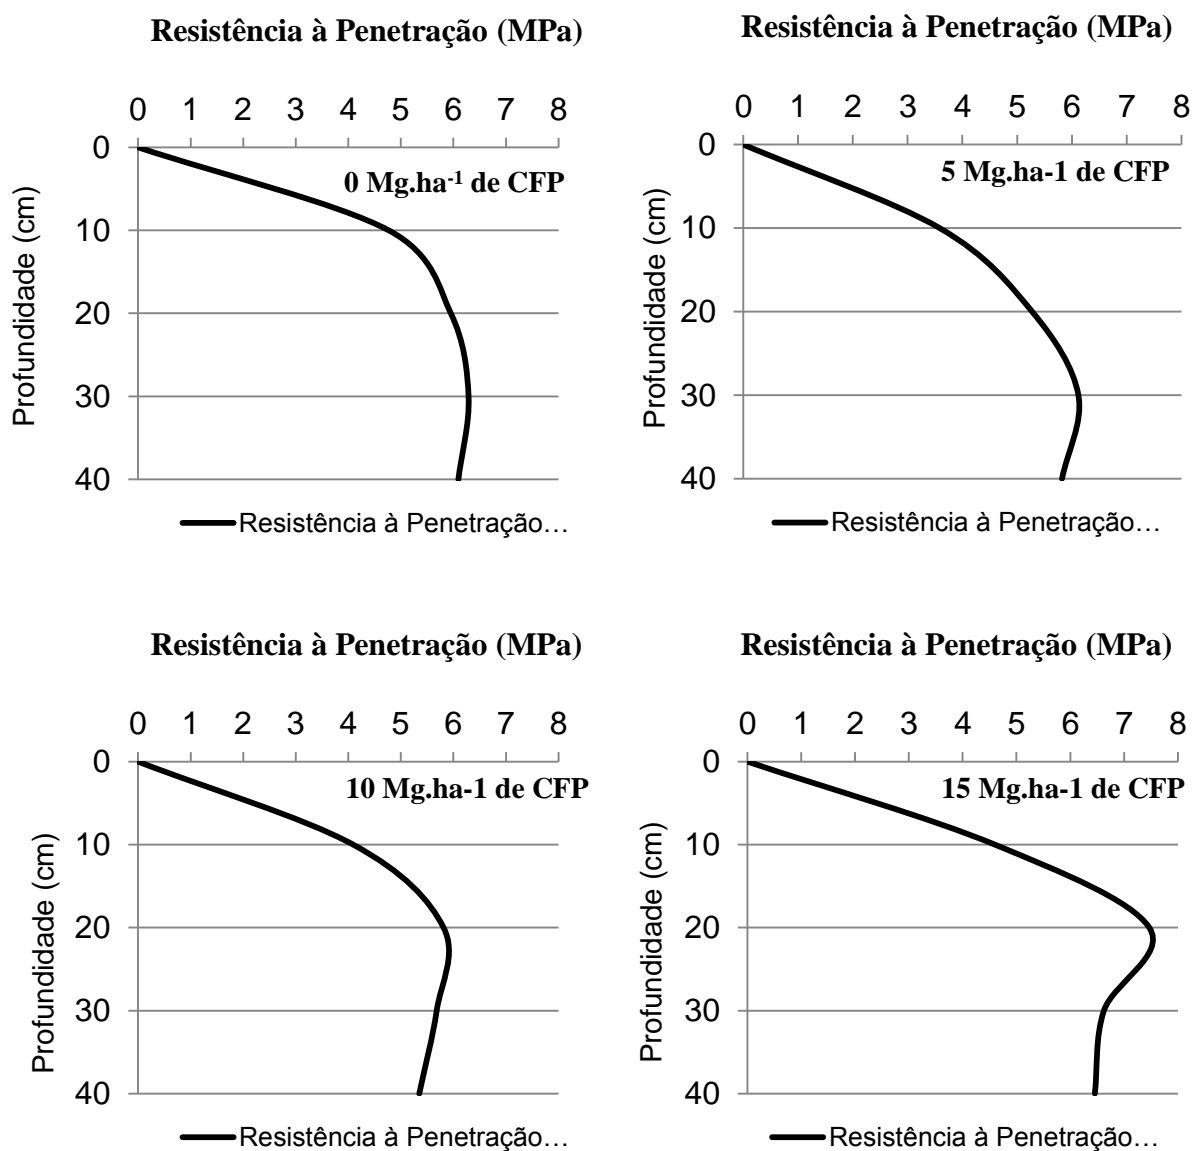 Resistência à Penetração (MPa)
0 1 2 3 4 5 6 7 8
0
10
20
30
40
Profundidade (cm)
0 Mg.ha⁻¹ de CFP
Resistência à Penetração…
Resistência à Penetração (MPa)
0 1 2 3 4 5 6 7 8
0
10
20
30
40
Profundidade (cm)
5 Mg.ha-1 de CFP
Resistência à Penetração…
Resistência à Penetração (MPa)
0 1 2 3 4 5 6 7 8
0
10
20
30
40
Profundidade (cm)
10 Mg.ha-1 de CFP
Resistência à Penetração…
Resistência à Penetração (MPa)
0 1 2 3 4 5 6 7 8
0
10
20
30
40
Profundidade (cm)
15 Mg.ha-1 de CFP
Resistência à Penetração…